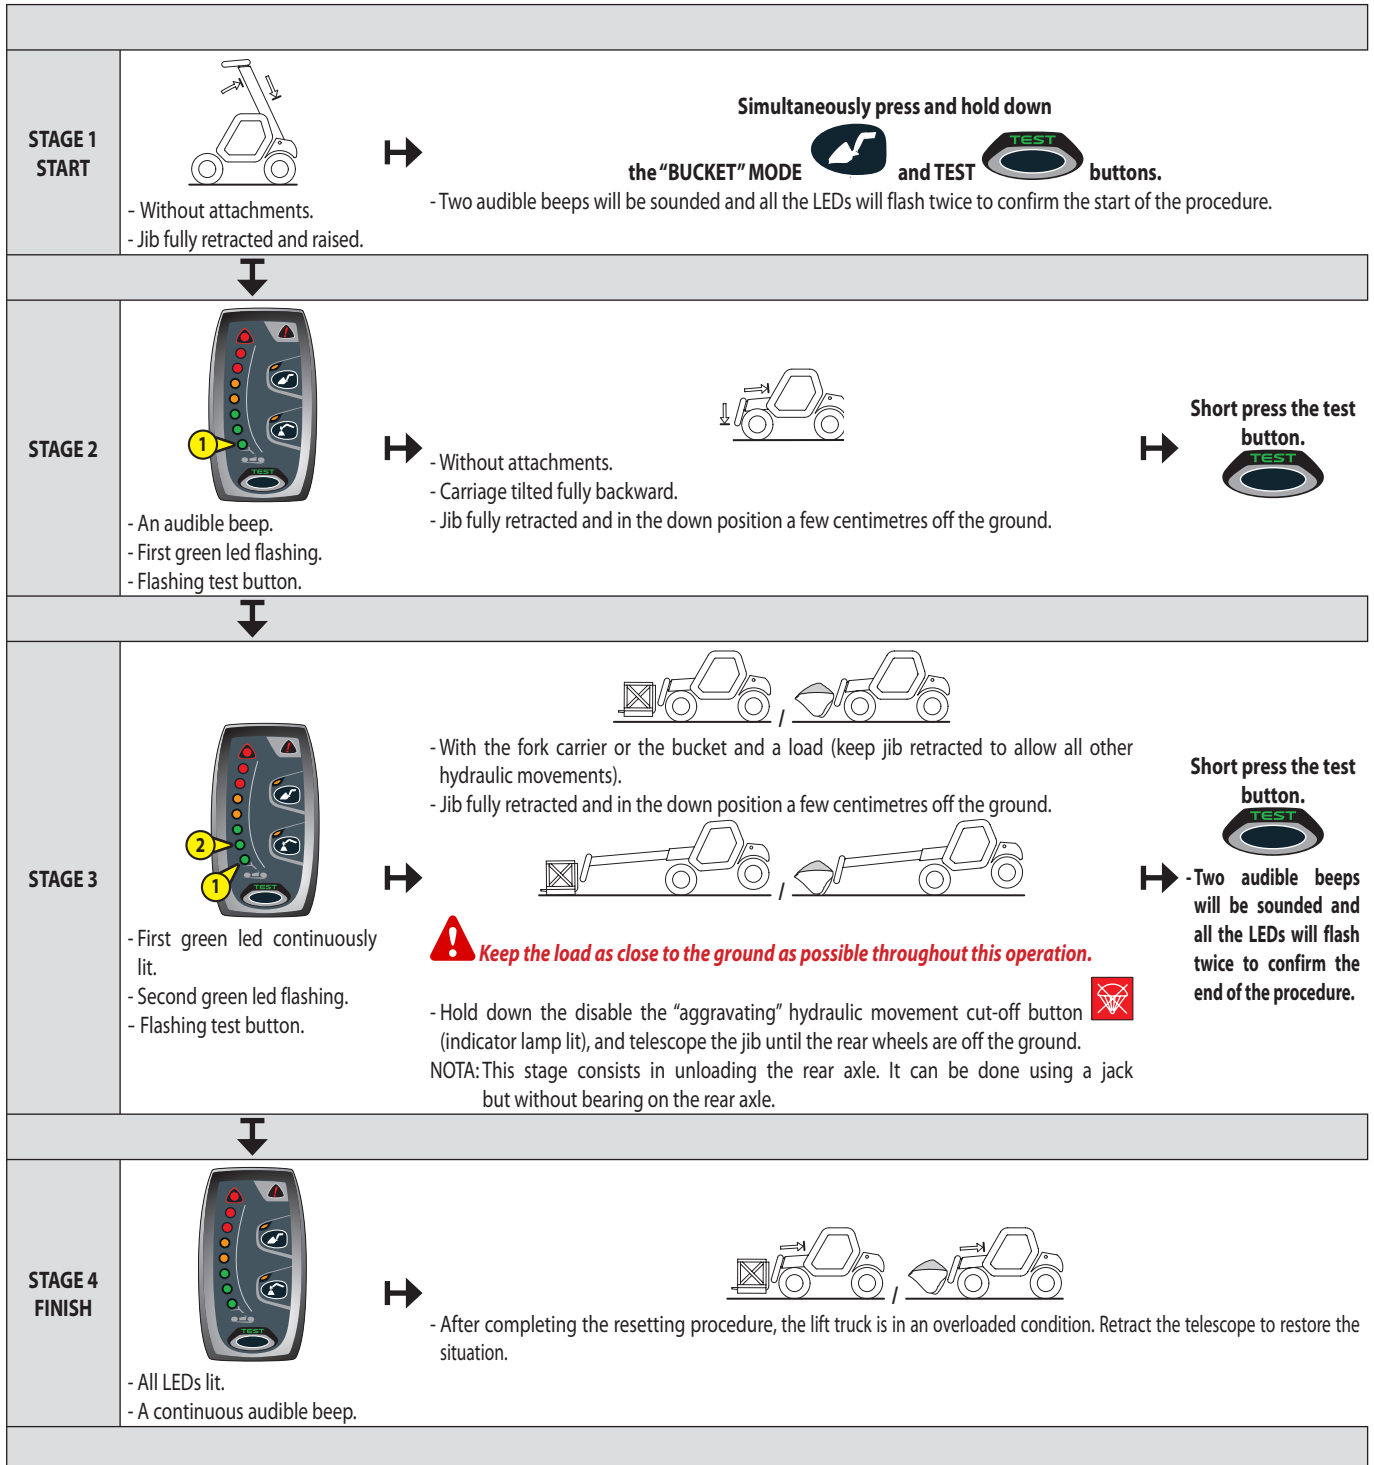 STAGE 1
START
- Without attachments.
- Jib fully retracted and raised.
Simultaneously press and hold down
the "BUCKET" MODE and TEST TEST buttons.
- Two audible beeps will be sounded and all the LEDs will flash twice to confirm the start of the procedure.
STAGE 2
1
TEST
- An audible beep.
- First green led flashing.
- Flashing test button.
- Without attachments.
- Carriage tilted fully backward.
- Jib fully retracted and in the down position a few centimetres off the ground.
Short press the test
button.
TEST
STAGE 3
2
1
TEST
- First green led continuously
lit.
- Second green led flashing.
- Flashing test button.
/
- With the fork carrier or the bucket and a load (keep jib retracted to allow all other
hydraulic movements).
- Jib fully retracted and in the down position a few centimetres off the ground.
/
Keep the load as close to the ground as possible throughout this operation.
- Hold down the disable the "aggravating" hydraulic movement cut-off button
(indicator lamp lit), and telescope the jib until the rear wheels are off the ground.
NOTA: This stage consists in unloading the rear axle. It can be done using a jack
but without bearing on the rear axle.
Short press the test
button.
TEST
- Two audible beeps
will be sounded and
all the LEDs will flash
twice to confirm the
end of the procedure.
STAGE 4
FINISH
TEST
- All LEDs lit.
- A continuous audible beep.
/
- After completing the resetting procedure, the lift truck is in an overloaded condition. Retract the telescope to restore the
situation.